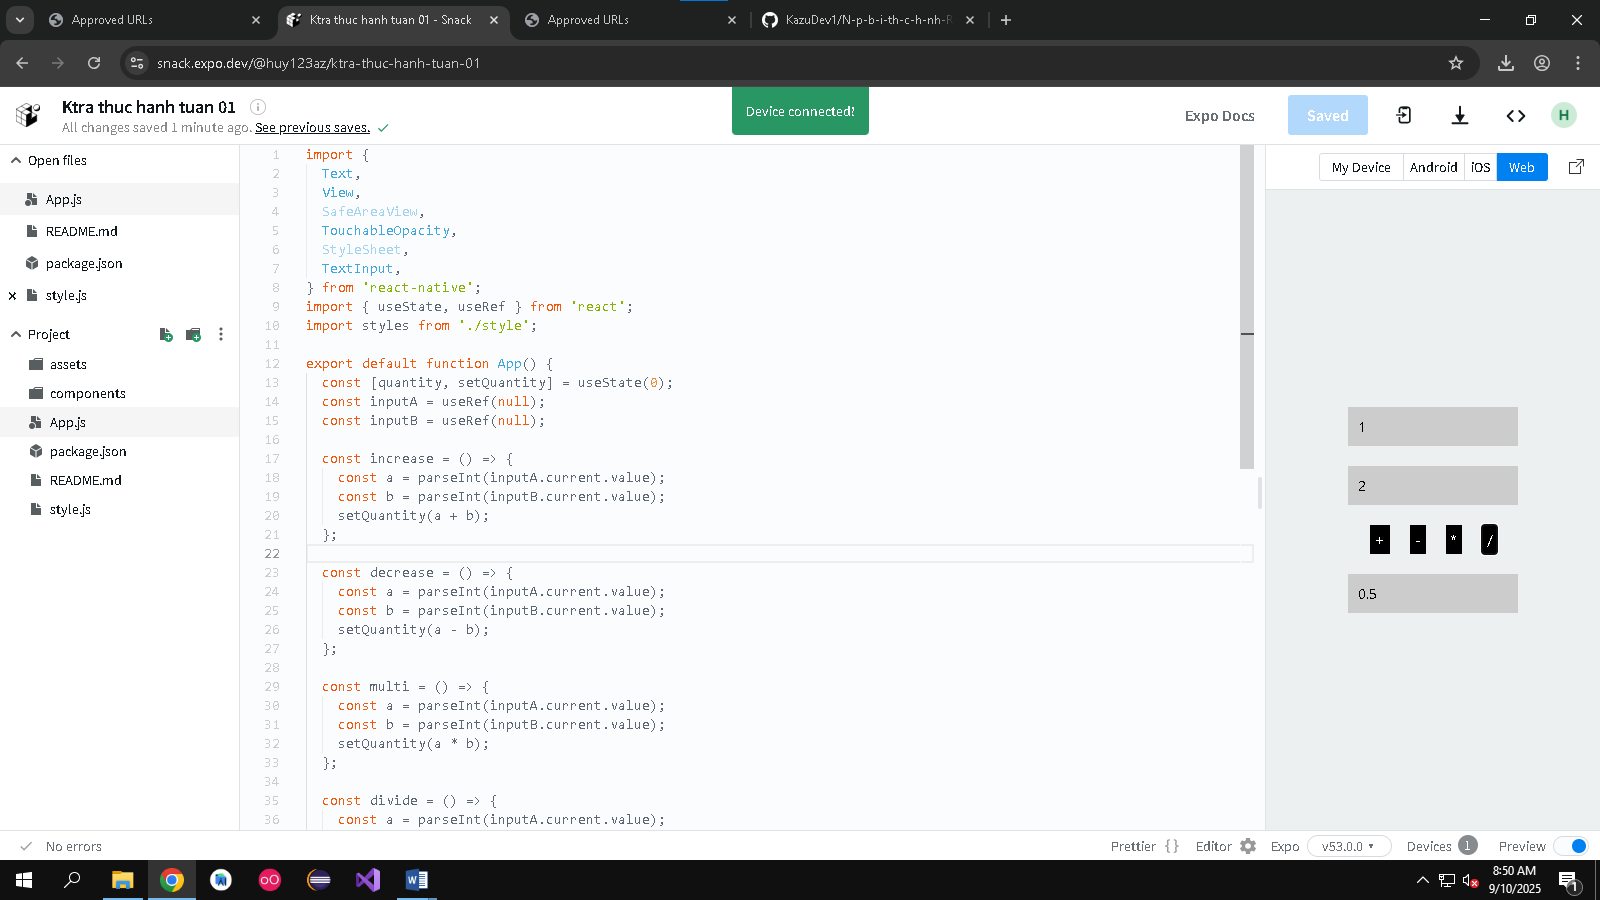 Approved URLs
Ktra thuc hanh tuan 01 - Snack
Approved URLs
KazuDev1/N-p-b-i-th-c-h-nh-R
snack.expo.dev/@huy123az/ktra-thuc-hanh-tuan-01
Ktra thuc hanh tuan 01
All changes saved 1 minute ago. See previous saves.
Device connected!
Expo Docs
Saved
H
Open files
App.js
README.md
package.json
style.js
Project
assets
components
App.js
package.json
README.md
style.js
1 import {
2 Text,
3 View,
4 SafeAreaView,
5 TouchableOpacity,
6 StyleSheet,
7 TextInput,
8 } from 'react-native';
9 import { useState, useRef } from 'react';
10 import styles from './style';
11
12 export default function App() {
13 const [quantity, setQuantity] = useState(0);
14 const inputA = useRef(null);
15 const inputB = useRef(null);
16
17 const increase = () => {
18 const a = parseInt(inputA.current.value);
19 const b = parseInt(inputB.current.value);
20 setQuantity(a + b);
21 };
22
23 const decrease = () => {
24 const a = parseInt(inputA.current.value);
25 const b = parseInt(inputB.current.value);
26 setQuantity(a - b);
27 };
28
29 const multi = () => {
30 const a = parseInt(inputA.current.value);
31 const b = parseInt(inputB.current.value);
32 setQuantity(a * b);
33 };
34
35 const divide = () => {
36 const a = parseInt(inputA.current.value);
My Device Android iOS Web
1
2
+ - * /
0.5
No errors
Prettier {} Editor Expo v53.0.0 Devices 1 Preview
8:50 AM
9/10/2025
1